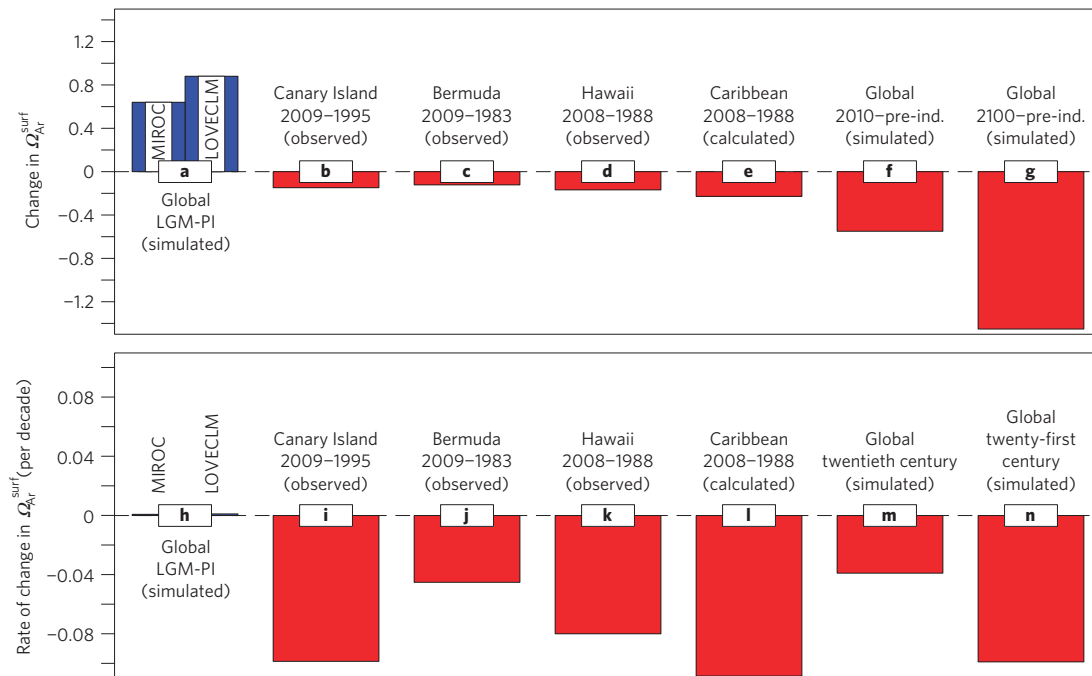 Change in Ω surf Ar
1.2
0.8
0.4
0
−0.4
−0.8
−1.2
MIROC
LOVECLM
a
Global
LGM-PI
(simulated)
Canary Island
2009–1995
(observed)
b
Bermuda
2009–1983
(observed)
c
Hawaii
2008–1988
(observed)
d
Caribbean
2008–1988
(calculated)
e
Global
2010–pre-ind.
(simulated)
f
Global
2100–pre-ind.
(simulated)
g
Rate of change in Ω surf Ar (per decade)
0.08
0.04
0
−0.04
−0.08
MIROC
LOVECLM
h
Global
LGM-PI
(simulated)
Canary Island
2009–1995
(observed)
i
Bermuda
2009–1983
(observed)
j
Hawaii
2008–1988
(observed)
k
Caribbean
2008–1988
(calculated)
l
Global
twentieth century
(simulated)
m
Global
twenty-first
century
(simulated)
n